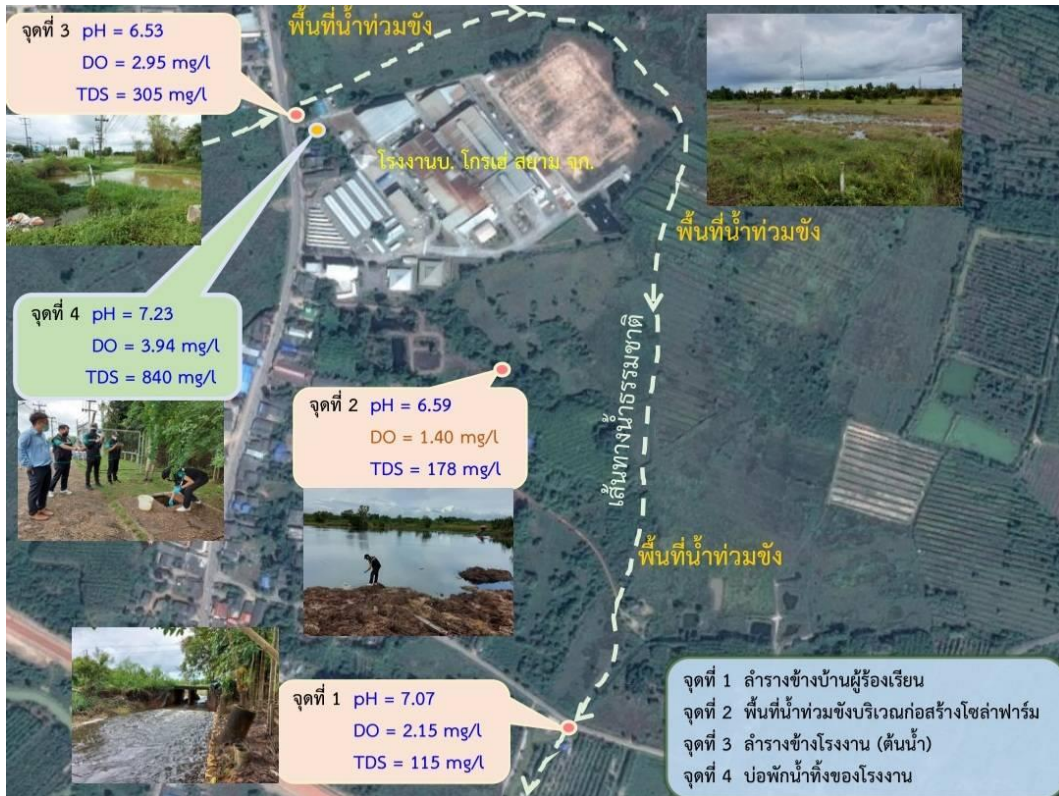 จุดที่ 3 pH = 6.53
DO = 2.95 mg/l
TDS = 305 mg/l
พื้นที่น้ำท่วมขัง
โรงงานบ. โกรเฮ่ สยาม จก.
พื้นที่น้ำท่วมขัง
จุดที่ 4 pH = 7.23
DO = 3.94 mg/l
TDS = 840 mg/l
เส้นทางน้ำธรรมชาติ
จุดที่ 2 pH = 6.59
DO = 1.40 mg/l
TDS = 178 mg/l
พื้นที่น้ำท่วมขัง
จุดที่ 1 pH = 7.07
DO = 2.15 mg/l
TDS = 115 mg/l
จุดที่ 1 ลำรางข้างบ้านผู้ร้องเรียน
จุดที่ 2 พื้นที่น้ำท่วมขังบริเวณก่อสร้างโซล่าฟาร์ม
จุดที่ 3 ลำรางข้างโรงงาน (ต้นน้ำ)
จุดที่ 4 บ่อพักน้ำทิ้งของโรงงาน